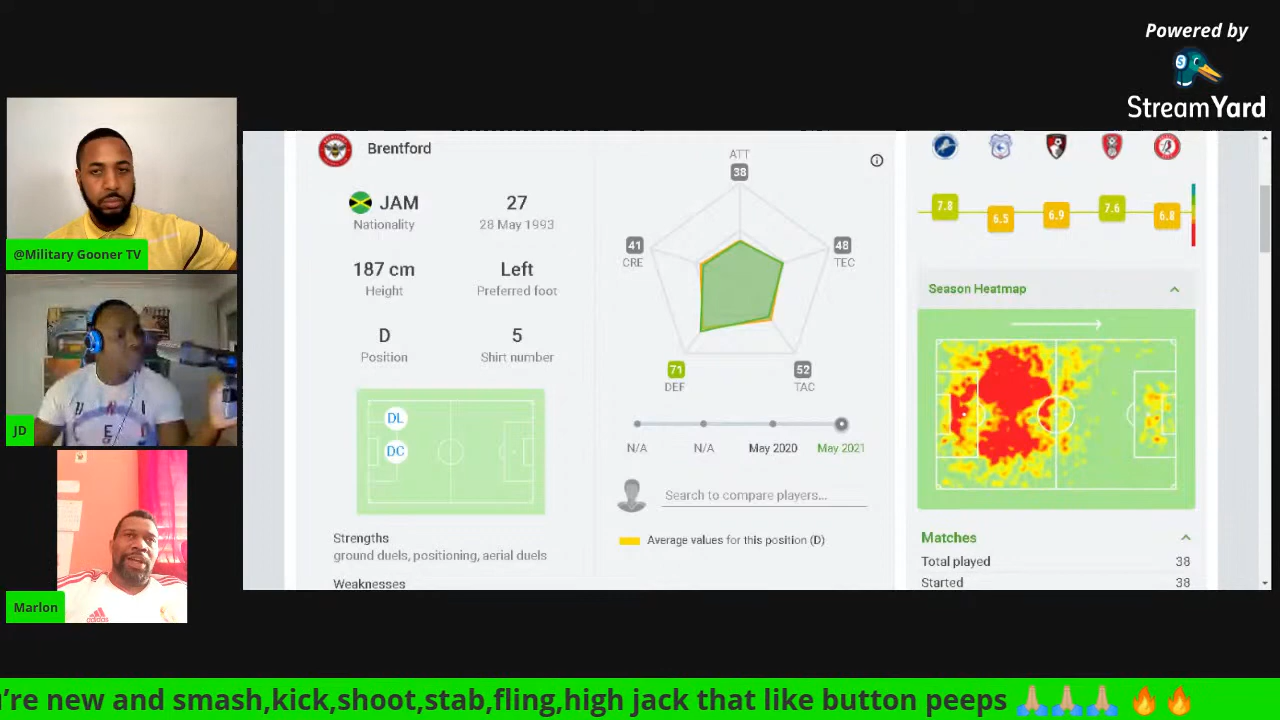 Powered by
StreamYard
@Military Gooner TV
JD
Marlon
Brentford
JAM
Nationality
27
28 May 1993
187 cm
Height
Left
Preferred foot
D
Position
5
Shirt number
DL
DC
Strengths
ground duels, positioning, aerial duels
Weaknesses
ATT
38
41
CRE
48
TEC
71
DEF
52
TAC
N/A
N/A
May 2020
May 2021
Search to compare players...
Average values for this position (D)
7.8
6.5
6.9
7.6
6.8
Season Heatmap
Matches
Total played 38
Started 38
're new and smash,kick,shoot,stab,fling,high jack that like button peeps 🙏🏽🙏🏽🙏🏽 🔥🔥